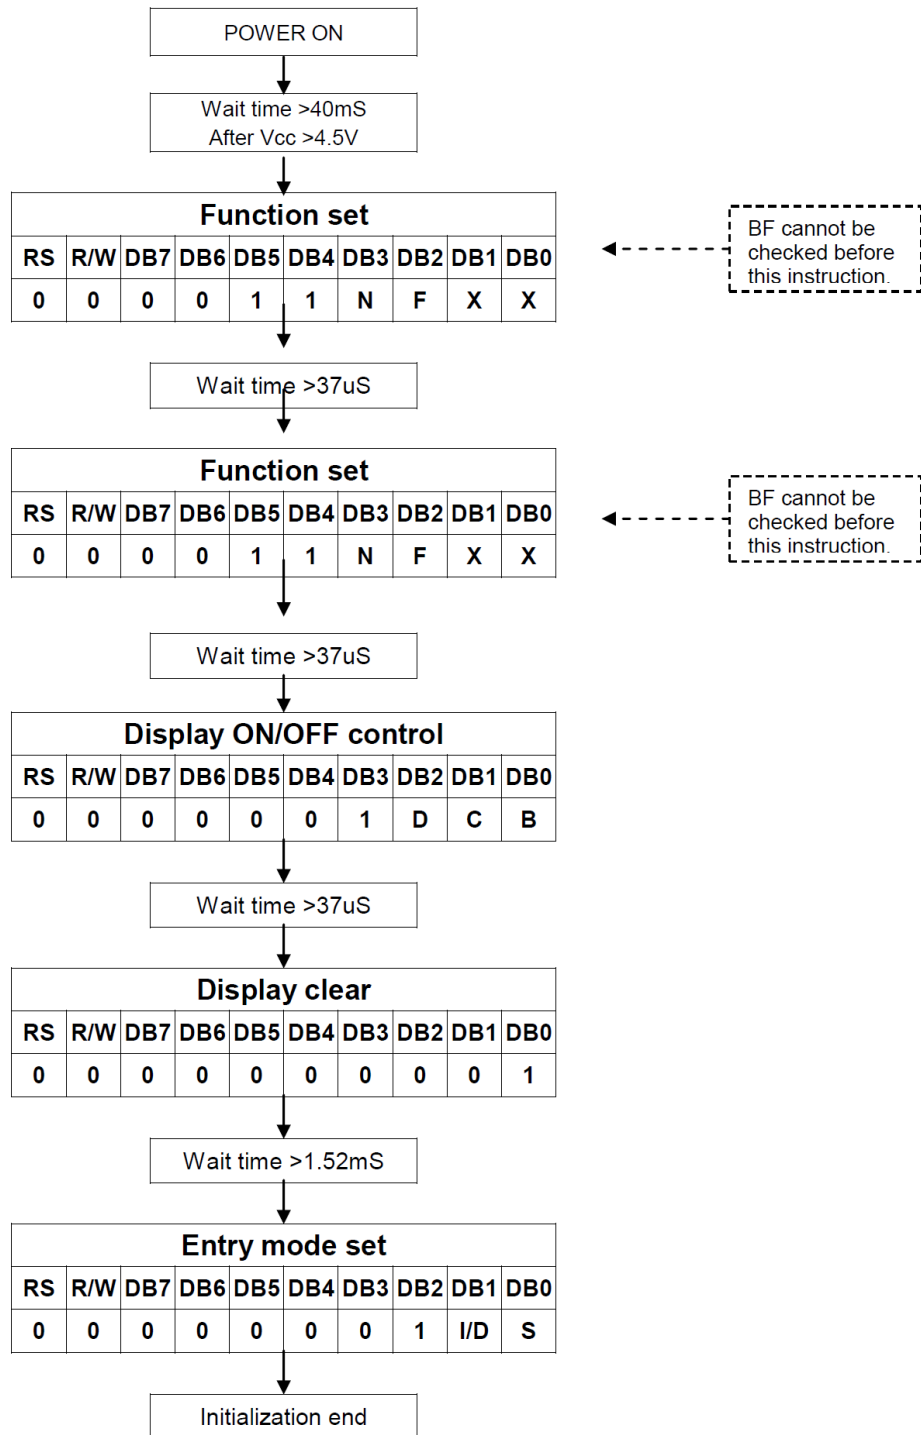 POWER ON
Wait time >40mS
After Vcc >4.5V
Function set
RS R/W DB7 DB6 DB5 DB4 DB3 DB2 DB1 DB0
0 0 0 0 1 1 N F X X
BF cannot be
checked before
this instruction.
Wait time >37uS
Function set
RS R/W DB7 DB6 DB5 DB4 DB3 DB2 DB1 DB0
0 0 0 0 1 1 N F X X
BF cannot be
checked before
this instruction.
Wait time >37uS
Display ON/OFF control
RS R/W DB7 DB6 DB5 DB4 DB3 DB2 DB1 DB0
0 0 0 0 0 0 1 D C B
Wait time >37uS
Display clear
RS R/W DB7 DB6 DB5 DB4 DB3 DB2 DB1 DB0
0 0 0 0 0 0 0 0 0 1
Wait time >1.52mS
Entry mode set
RS R/W DB7 DB6 DB5 DB4 DB3 DB2 DB1 DB0
0 0 0 0 0 0 0 1 I/D S
Initialization end